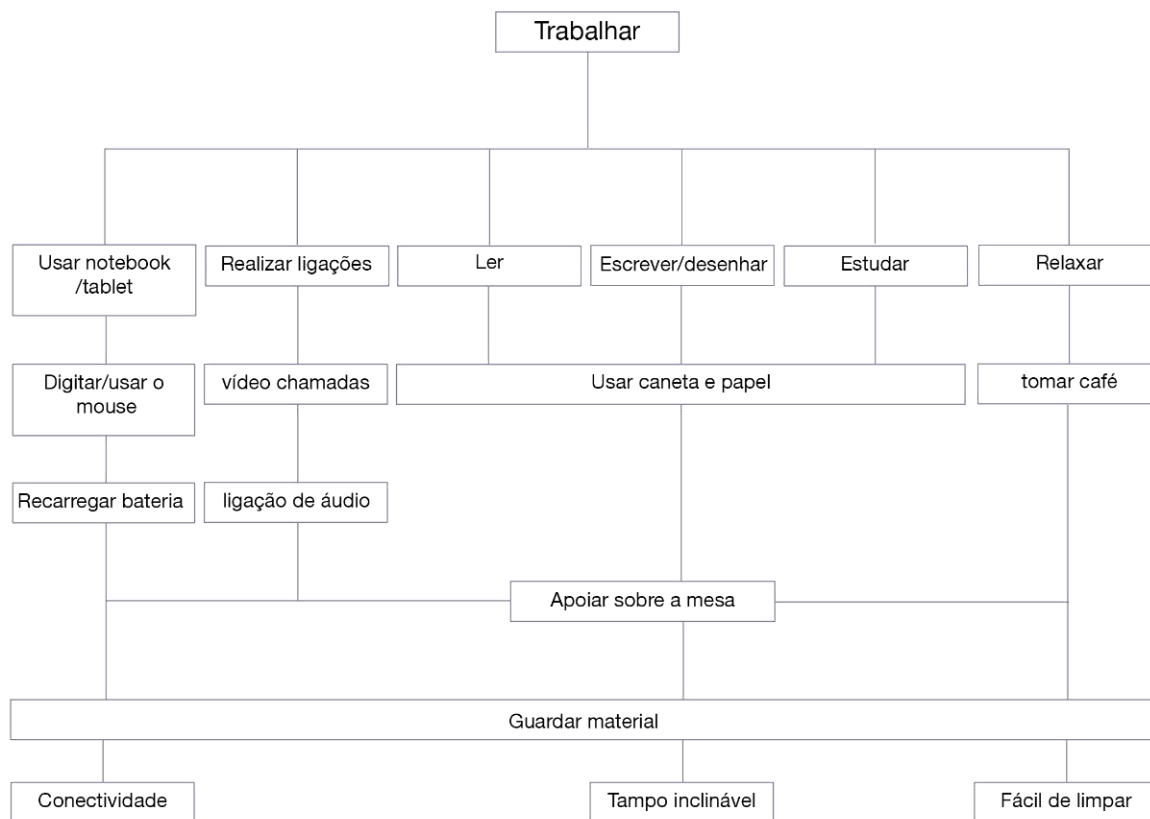 Trabalhar
Usar notebook
/tablet
Realizar ligações
Ler
Escrever/desenhar
Estudar
Relaxar
Digitar/usar o
mouse
vídeo chamadas
Usar caneta e papel
tomar café
Recarregar bateria
ligação de áudio
Apoiar sobre a mesa
Guardar material
Conectividade
Tampo inclinável
Fácil de limpar